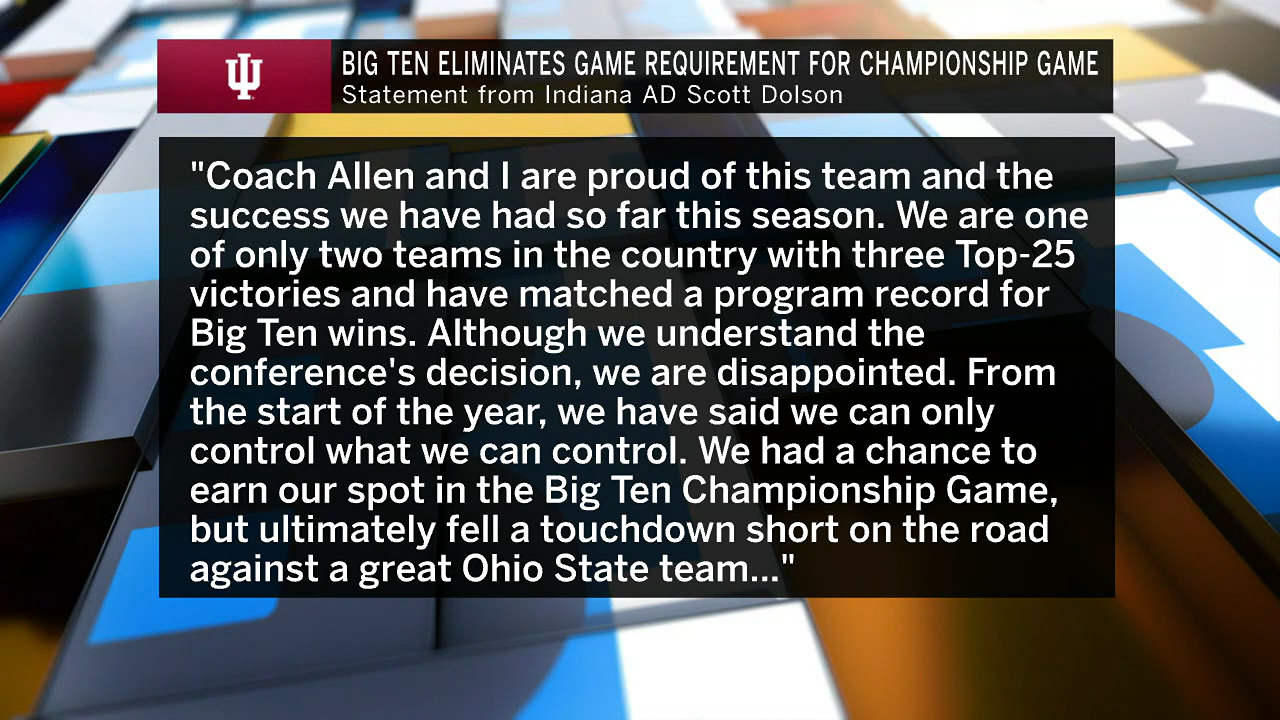 BIG TEN ELIMINATES GAME REQUIREMENT FOR CHAMPIONSHIP GAME
Statement from Indiana AD Scott Dolson
"Coach Allen and I are proud of this team and the
success we have had so far this season. We are one
of only two teams in the country with three Top-25
victories and have matched a program record for
Big Ten wins. Although we understand the
conference's decision, we are disappointed. From
the start of the year, we have said we can only
control what we can control. We had a chance to
earn our spot in the Big Ten Championship Game,
but ultimately fell a touchdown short on the road
against a great Ohio State team..."